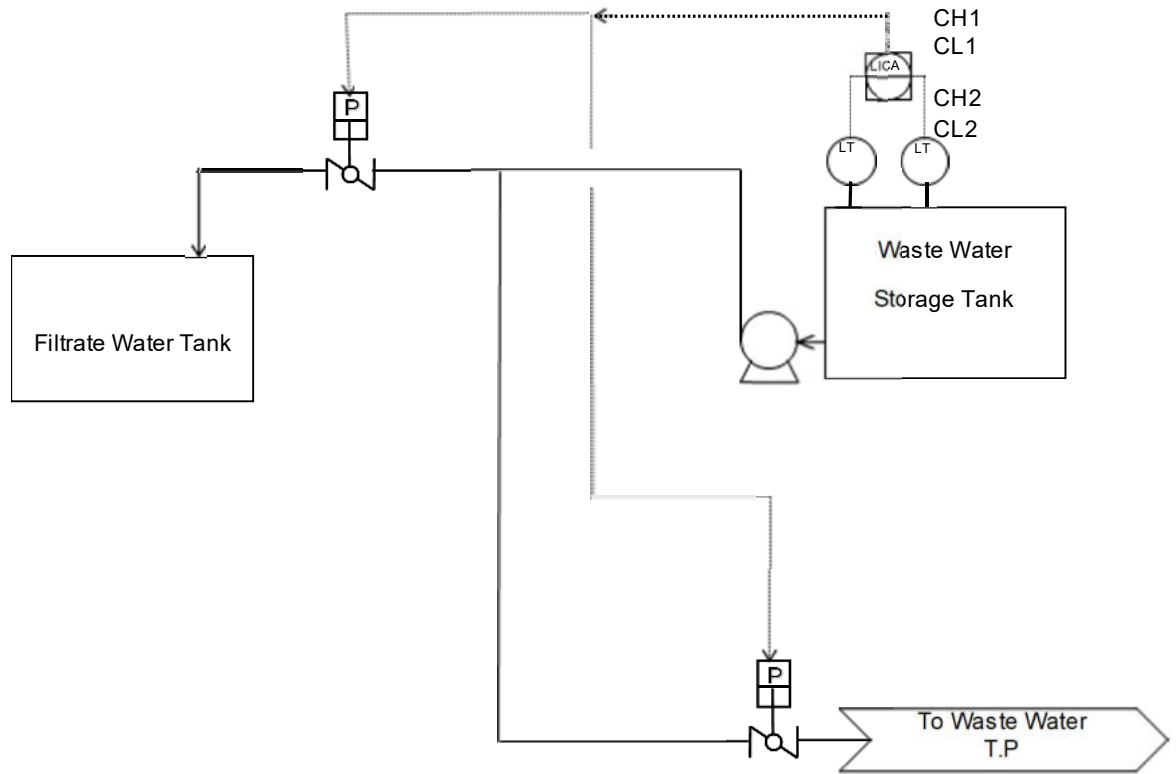 CH1
CL1
LICA
P
CH2
CL2
LT
LT
Waste Water
Storage Tank
Filtrate Water Tank
P
To Waste Water
T.P